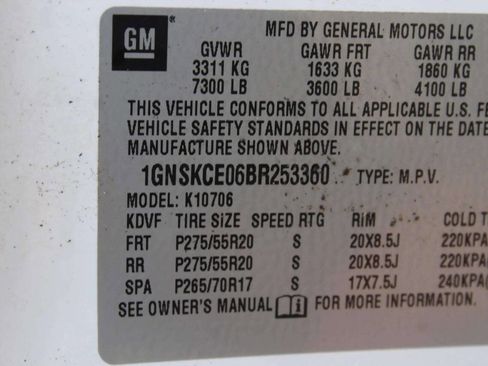 GM
MFD BY GENERAL MOTORS LLC
GVWR GAWR FRT GAWR RR
3311 KG 1633 KG 1860 KG
7300 LB 3600 LB 4100 LB
THIS VEHICLE CONFORMS TO ALL APPLICABLE U.S. FE
VEHICLE SAFETY STANDARDS IN EFFECT ON THE DATE
MANUFACTURE SHOWN ABOVE.
1GNSKCE06BR253360 TYPE: M.P.V.
MODEL: K10706
KDVF TIRE SIZE SPEED RTG RIM COLD T
FRT P275/55R20 S 20X8.5J 220KPA(
RR P275/55R20 S 20X8.5J 220KPA(
SPA P265/70R17 S 17X7.5J 240KPA(
SEE OWNER'S MANUAL i FOR MORE INFORMATION.